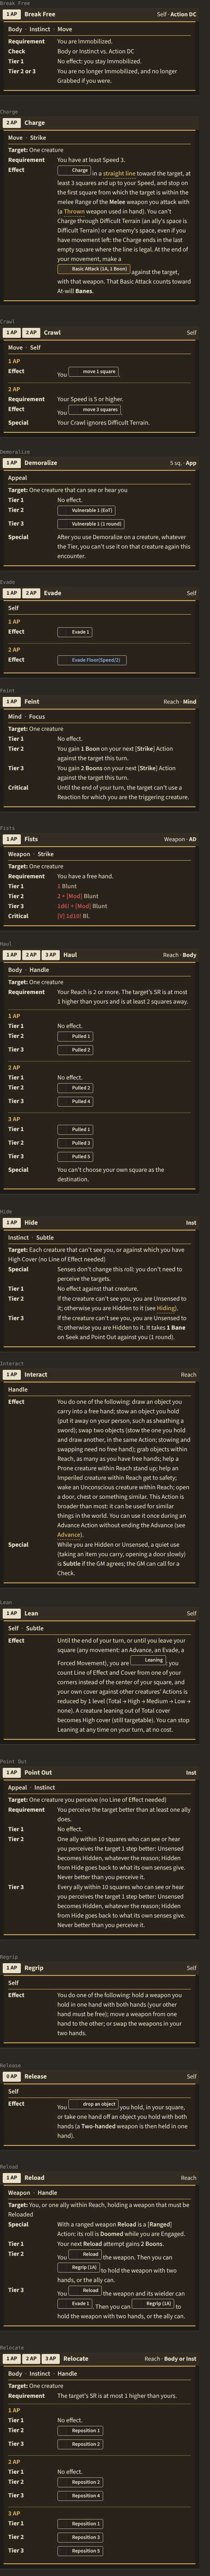 Break Free
1 AP Break Free Self · Action DC
Body · Instinct · Move
Requirement You are Immobilized.
Check Body or Instinct vs. Action DC
Tier 1 No effect: you stay Immobilized.
Tier 2 or 3 You are no longer Immobilized, and no longer
Grabbed if you were.
Charge
2 AP Charge
Move · Strike
Target: One creature
Requirement You have at least Speed 3.
Effect Charge in a straight line toward the target, at
least 3 squares and up to your Speed, and stop on
the first square from which the target is within the
melee Range of the Melee weapon you attack with
(a Thrown weapon used in hand). You can't
Charge through Difficult Terrain (an ally's space is
Difficult Terrain) or an enemy's space, even if you
have movement left: the Charge ends in the last
empty square where the line is legal. At the end of
your movement, make a
Basic Attack (1A, 1 Boon) against the target,
with that weapon. That Basic Attack counts toward
At-will Banes.
Crawl
1 AP 2 AP Crawl Self
Move · Self
1 AP
Effect You move 1 square.
2 AP
Requirement Your Speed is 5 or higher.
Effect You move 3 squares.
Special Your Crawl ignores Difficult Terrain.
Demoralize
1 AP Demoralize 5 sq. · App
Appeal
Target: One creature that can see or hear you
Tier 1 No effect.
Tier 2 Vulnerable 1 (EoT)
Tier 3 Vulnerable 1 (1 round)
Special After you use Demoralize on a creature, whatever
the Tier, you can't use it on that creature again this
encounter.
Evade
1 AP 2 AP Evade Self
Self
1 AP
Effect Evade 1
2 AP
Effect Evade Floor(Speed/2)
Feint
1 AP Feint Reach · Mind
Mind · Focus
Target: One creature
Tier 1 No effect.
Tier 2 You gain 1 Boon on your next [Strike] Action
against the target this turn.
Tier 3 You gain 2 Boons on your next [Strike] Action
against the target this turn.
Critical Until the end of your turn, the target can't use a
Reaction for which you are the triggering creature.
Fists
1 AP Fists Weapon · AD
Weapon · Strike
Target: One creature
Requirement You have a free hand.
Tier 1 1 Blunt
Tier 2 2 + [Mod] Blunt
Tier 3 1d6! + [Mod] Blunt
Critical [V] 1d10! Bl.
Haul
1 AP 2 AP 3 AP Haul Reach · Body
Body · Handle
Target: One creature
Requirement Your Reach is 2 or more. The target's SR is at most
1 higher than yours and is at least 2 squares away.
1 AP
Tier 1 No effect.
Tier 2 Pulled 1
Tier 3 Pulled 2
2 AP
Tier 1 No effect.
Tier 2 Pulled 2
Tier 3 Pulled 4
3 AP
Tier 1 Pulled 1
Tier 2 Pulled 3
Tier 3 Pulled 5
Special You can't choose your own square as the
destination.
Hide
1 AP Hide Inst
Instinct · Subtle
Target: Each creature that can't see you, or against which you have
High Cover (no Line of Effect needed)
Special Senses don't change this roll: you don't need to
perceive the targets.
Tier 1 No effect against that creature.
Tier 2 If the creature can't see you, you are Unsensed to
it; otherwise you are Hidden to it (see Hiding).
Tier 3 If the creature can't see you, you are Unsensed to
it; otherwise you are Hidden to it. It takes 1 Bane
on Seek and Point Out against you (1 round).
Interact
1 AP Interact Reach
Handle
Effect You do one of the following: draw an object you
carry into a free hand; stow an object you hold
(put it away on your person, such as sheathing a
sword); swap two objects (stow the one you hold
and draw another, in the same Action; stowing and
swapping need no free hand); grab objects within
Reach, as many as you have free hands; help a
Prone creature within Reach stand up; help an
Imperiled creature within Reach get to safety;
wake an Unconscious creature within Reach; open
a door, chest or something similar. This Action is
broader than most: it can be used for similar
things in the world. You can use it once during an
Advance Action without ending the Advance (see
Advance).
Special While you are Hidden or Unsensed, a quiet use
(taking an item you carry, opening a door slowly)
is Subtle if the GM agrees; the GM can call for a
Check.
Lean
1 AP Lean Self
Self · Subtle
Effect Until the end of your turn, or until you leave your
square (any movement: an Advance, an Evade, a
Forced Movement), you are Leaning: you
count Line of Effect and Cover from one of your
corners instead of the center of your square, and
your own cover against other creatures' Actions is
reduced by 1 level (Total → High → Medium → Low →
none). A creature leaning out of Total cover
becomes High cover (still targetable). You can stop
Leaning at any time on your turn, at no cost.
Point Out
1 AP Point Out Inst
Appeal · Instinct
Target: One creature you perceive (no Line of Effect needed)
Requirement You perceive the target better than at least one ally
does.
Tier 1 No effect.
Tier 2 One ally within 10 squares who can see or hear
you perceives the target 1 step better: Unsensed
becomes Hidden, whatever the reason; Hidden
from Hide goes back to what its own senses give.
Never better than you perceive it.
Tier 3 Every ally within 10 squares who can see or hear
you perceives the target 1 step better: Unsensed
becomes Hidden, whatever the reason; Hidden
from Hide goes back to what its own senses give.
Never better than you perceive it.
Regrip
1 AP Regrip Self
Self
Effect You do one of the following: hold a weapon you
hold in one hand with both hands (your other
hand must be free); move a weapon from one
hand to the other; or swap the weapons in your
two hands.
Release
0 AP Release Self
Self
Effect You drop an object you hold, in your square,
or take one hand off an object you hold with both
hands (a Two-handed weapon is then held in one
hand).
Reload
1 AP Reload Reach
Weapon · Handle
Target: You, or one ally within Reach, holding a weapon that must be
Reloaded
Special With a ranged weapon Reload is a [Ranged]
Action: its roll is Doomed while you are Engaged.
Tier 1 Your next Reload attempt gains 2 Boons.
Tier 2 You Reload the weapon. Then you can
Regrip (1A) to hold the weapon with two
hands, or the ally can.
Tier 3 You Reload the weapon and its wielder can
Evade 1. Then you can Regrip (1A) to
hold the weapon with two hands, or the ally can.
Relocate
1 AP 2 AP 3 AP Relocate Reach · Body or Inst
Body · Instinct · Handle
Target: One creature
Requirement The target's SR is at most 1 higher than yours.
1 AP
Tier 1 No effect.
Tier 2 Reposition 1
Tier 3 Reposition 2
2 AP
Tier 1 No effect.
Tier 2 Reposition 2
Tier 3 Reposition 4
3 AP
Tier 1 Reposition 1
Tier 2 Reposition 3
Tier 3 Reposition 5